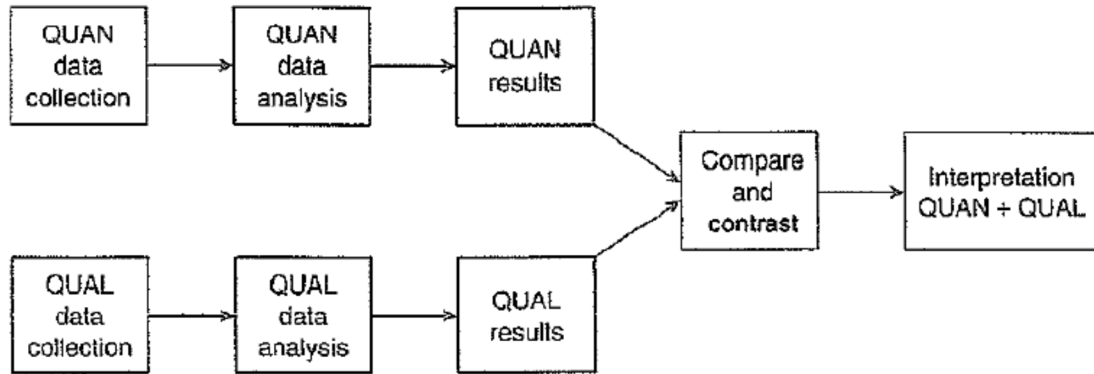 QUAN
data
collection
QUAN
data
analysis
QUAN
results
Compare
and
contrast
Interpretation
QUAN + QUAL
QUAL
data
collection
QUAL
data
analysis
QUAL
results